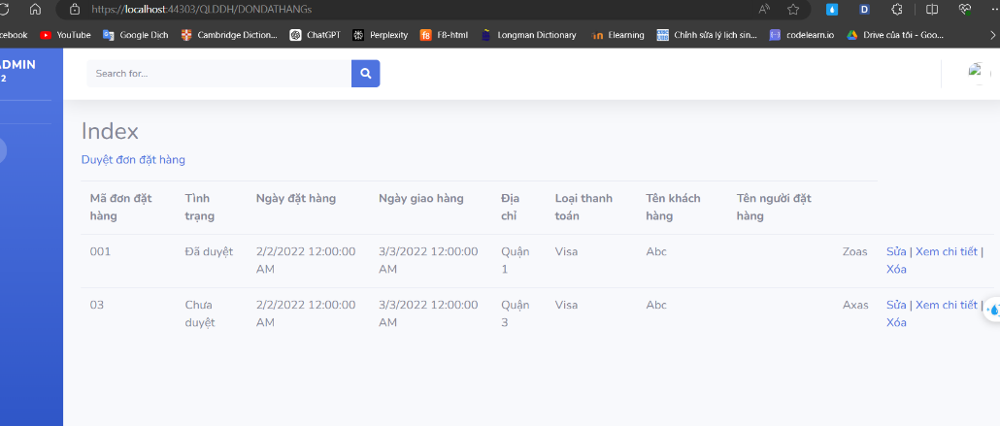 https://localhost:44303/QLDDH/DONDATHANGs
cebook YouTube Google Dich Cambridge Diction... ChatGPT Perplexity F8-html Longman Dictionary Elearning Chỉnh sửa lý lịch sin... codelearn.io Drive của tôi - Goo...
ADMIN
2
Search for...
Index
Duyệt đơn đặt hàng
Mã đơn đặt hàng Tình trạng Ngày đặt hàng Ngày giao hàng Địa chỉ Loại thanh toán Tên khách hàng Tên người đặt hàng
001 Đã duyệt 2/2/2022 12:00:00 AM 3/3/2022 12:00:00 AM Quận 1 Visa Abc Zoas Sửa | Xem chi tiết | Xóa
03 Chưa duyệt 2/2/2022 12:00:00 AM 3/3/2022 12:00:00 AM Quận 3 Visa Abc Axas Sửa | Xem chi tiết | Xóa